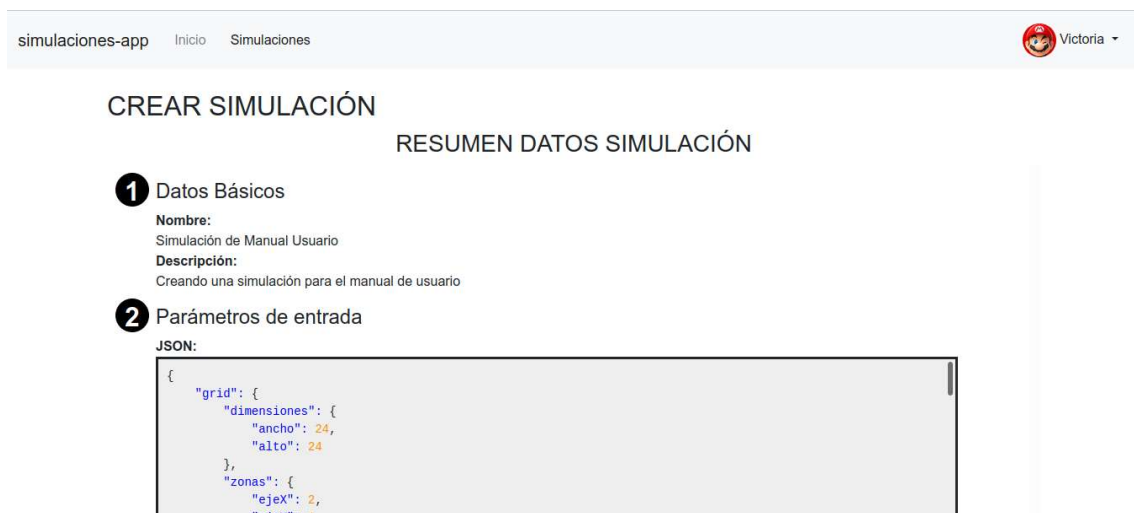 simulaciones-app Inicio Simulaciones Victoria
CREAR SIMULACIÓN
RESUMEN DATOS SIMULACIÓN
1 Datos Básicos
Nombre:
Simulación de Manual Usuario
Descripción:
Creando una simulación para el manual de usuario
2 Parámetros de entrada
JSON:
{
"grid": {
"dimensiones": {
"ancho": 24,
"alto": 24
},
"zonas": {
"ejeX": 2,